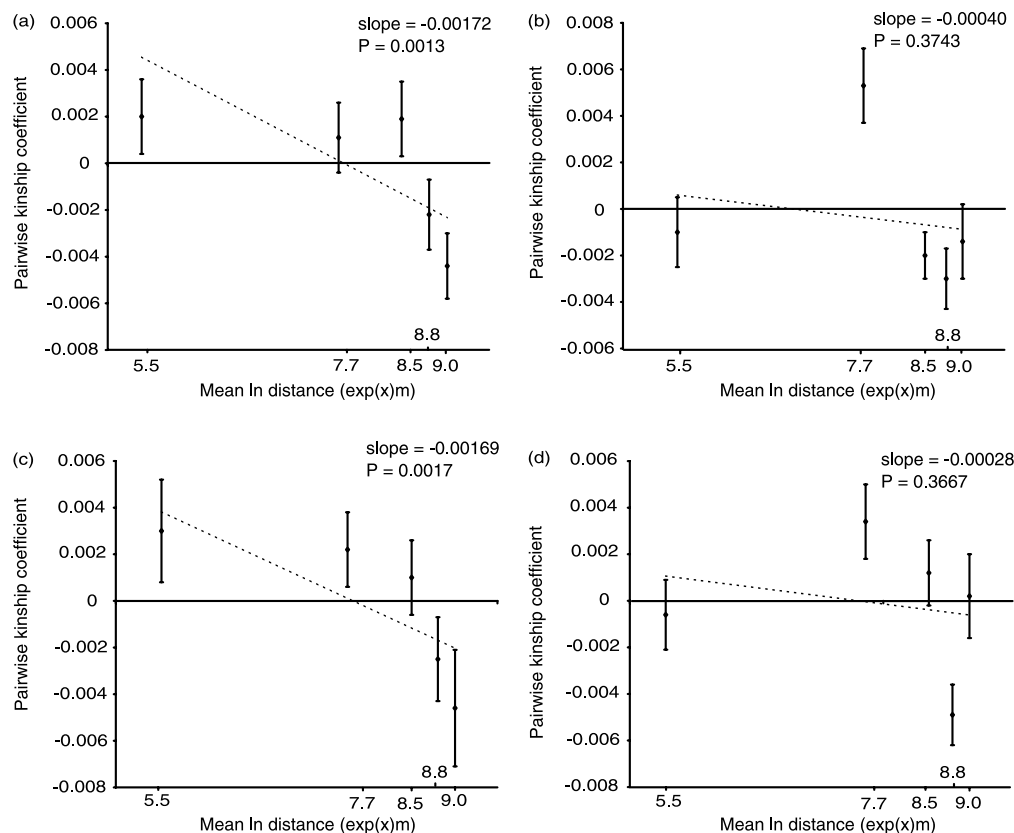 (a)
slope = -0.00172
P = 0.0013
Pairwise kinship coefficient
0.006
0.004
0.002
0
-0.002
-0.004
-0.006
-0.008
8.8
5.5 7.7 8.5 9.0
Mean ln distance (exp(x)m)
(b)
slope = -0.00040
P = 0.3743
Pairwise kinship coefficient
0.008
0.006
0.004
0.002
0
-0.002
-0.004
-0.006
8.8
5.5 7.7 8.5 9.0
Mean ln distance (exp(x)m)
(c)
slope = -0.00169
P = 0.0017
Pairwise kinship coefficient
0.006
0.004
0.002
0
-0.002
-0.004
-0.006
-0.008
8.8
5.5 7.7 8.5 9.0
Mean ln distance (exp(x)m)
(d)
slope = -0.00028
P = 0.3667
Pairwise kinship coefficient
0.006
0.004
0.002
0
-0.002
-0.004
-0.006
-0.008
8.8
5.5 7.7 8.5 9.0
Mean ln distance (exp(x)m)